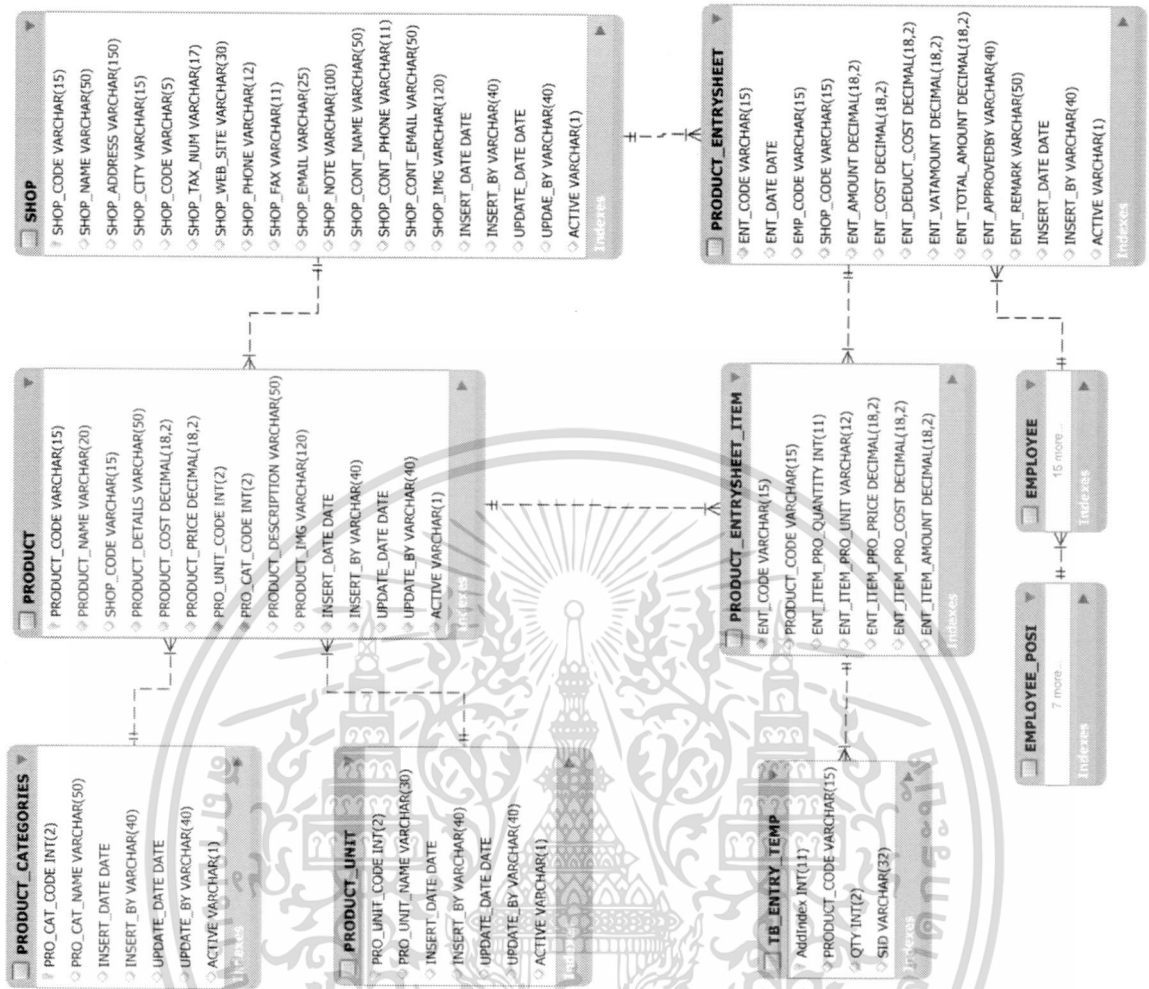 PRODUCT_CATEGORIES
PRO_CAT_CODE INT(2)
PRO_CAT_NAME VARCHAR(50)
INSERT_DATE DATE
INSERT_BY VARCHAR(40)
UPDATE_DATE DATE
UPDATE_BY VARCHAR(40)
ACTIVE VARCHAR(1)
Indexes
PRODUCT
PRODUCT_CODE VARCHAR(15)
PRODUCT_NAME VARCHAR(20)
SHOP_CODE VARCHAR(15)
PRODUCT_DETAILS VARCHAR(50)
PRODUCT_COST DECIMAL(18,2)
PRODUCT_PRICE DECIMAL(18,2)
PRO_UNIT_CODE INT(2)
PRO_CAT_CODE INT(2)
PRODUCT_DESCRIPTION VARCHAR(50)
PRODUCT_IMG VARCHAR(120)
INSERT_DATE DATE
INSERT_BY VARCHAR(40)
UPDATE_DATE DATE
UPDATE_BY VARCHAR(40)
ACTIVE VARCHAR(1)
Indexes
SHOP
SHOP_CODE VARCHAR(15)
SHOP_NAME VARCHAR(50)
SHOP_ADDRESS VARCHAR(150)
SHOP_CITY VARCHAR(15)
SHOP_CODE VARCHAR(5)
SHOP_TAX_NUM VARCHAR(17)
SHOP_WEB_SITE VARCHAR(30)
SHOP_PHONE VARCHAR(12)
SHOP_FAX VARCHAR(11)
SHOP_EMAIL VARCHAR(25)
SHOP_NOTE VARCHAR(100)
SHOP_CONT_NAME VARCHAR(50)
SHOP_CONT_PHONE VARCHAR(11)
SHOP_CONT_EMAIL VARCHAR(50)
SHOP_IMG VARCHAR(120)
INSERT_DATE DATE
INSERT_BY VARCHAR(40)
UPDATE_DATE DATE
UPDAE_BY VARCHAR(40)
ACTIVE VARCHAR(1)
Indexes
PRODUCT_UNIT
PRO_UNIT_CODE INT(2)
PRO_UNIT_NAME VARCHAR(30)
INSERT_DATE DATE
INSERT_BY VARCHAR(40)
UPDATE_DATE DATE
UPDATE_BY VARCHAR(40)
ACTIVE VARCHAR(1)
Indexes
TB_ENTRY_TEMP
AddIndex INT(11)
PRODUCT_CODE VARCHAR(15)
QTY INT(2)
SID VARCHAR(32)
Indexes
PRODUCT_ENTRYSHEET_ITEM
ENT_CODE VARCHAR(15)
PRODUCT_CODE VARCHAR(15)
ENT_ITEM_PRO_QUANTITY INT(11)
ENT_ITEM_PRO_UNIT VARCHAR(12)
ENT_ITEM_PRO_PRICE DECIMAL(18,2)
ENT_ITEM_PRO_COST DECIMAL(18,2)
ENT_ITEM_AMOUNT DECIMAL(18,2)
Indexes
PRODUCT_ENTRYSHEET
ENT_CODE VARCHAR(15)
ENT_DATE DATE
EMP_CODE VARCHAR(15)
SHOP_CODE VARCHAR(15)
ENT_AMOUNT DECIMAL(18,2)
ENT_COST DECIMAL(18,2)
ENT_DEDUCT_COST DECIMAL(18,2)
ENT_VATAMOUNT DECIMAL(18,2)
ENT_TOTAL_AMOUNT DECIMAL(18,2)
ENT_APPROVEDBY VARCHAR(40)
ENT_REMARK VARCHAR(50)
INSERT_DATE DATE
INSERT_BY VARCHAR(40)
ACTIVE VARCHAR(1)
Indexes
EMPLOYEE_POSI
7 more...
Indexes
EMPLOYEE
15 more...
Indexes